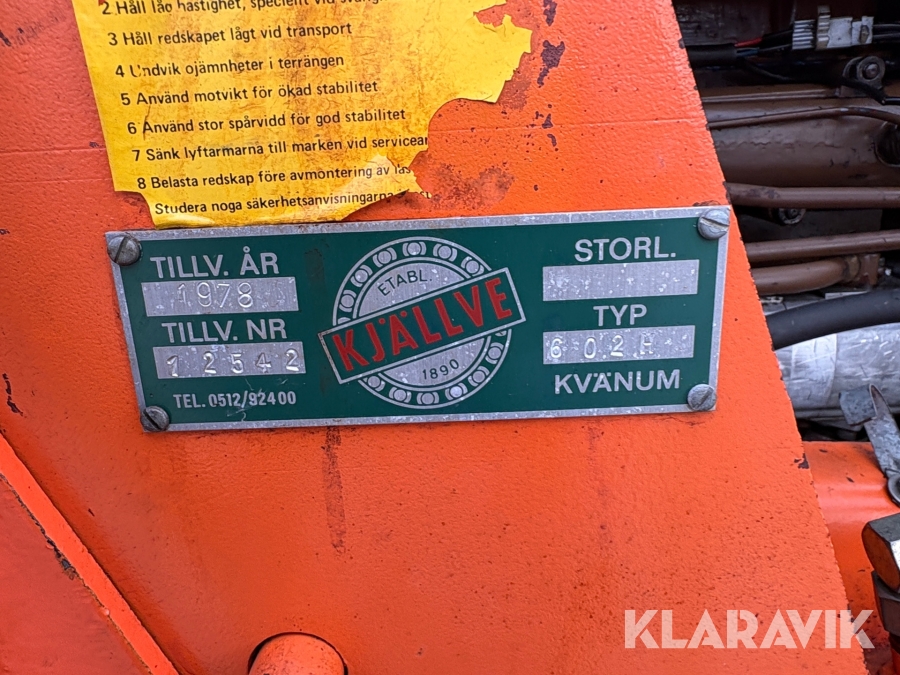 2 Håll låg hastighet, speciellt vid
3 Håll redskapet lågt vid transport
4 Undvik ojämnheter i terrängen
5 Använd motvikt för ökad stabilitet
6 Använd stor spårvidd för god stabilitet
7 Sänk lyftarmarna till marken vid
8 Belasta redskap före avmontering av
Studera noga säkerhetsanvisningarna
TILLV. ÅR
1978
TILLV. NR
12542
TEL. 0512/92400
ETABL.
KJÄLLVE
1890
STORL.
TYP
602H
KVÄNUM
KLARAVIK